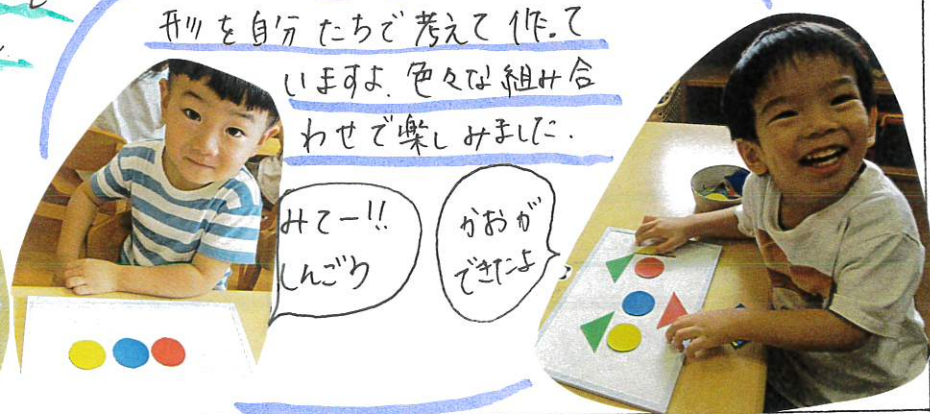 形を自分たちで考えて作って
いますよ。色々な組み合
わせで楽しみました.
みてー!!
しんごう
かおが
できたよ